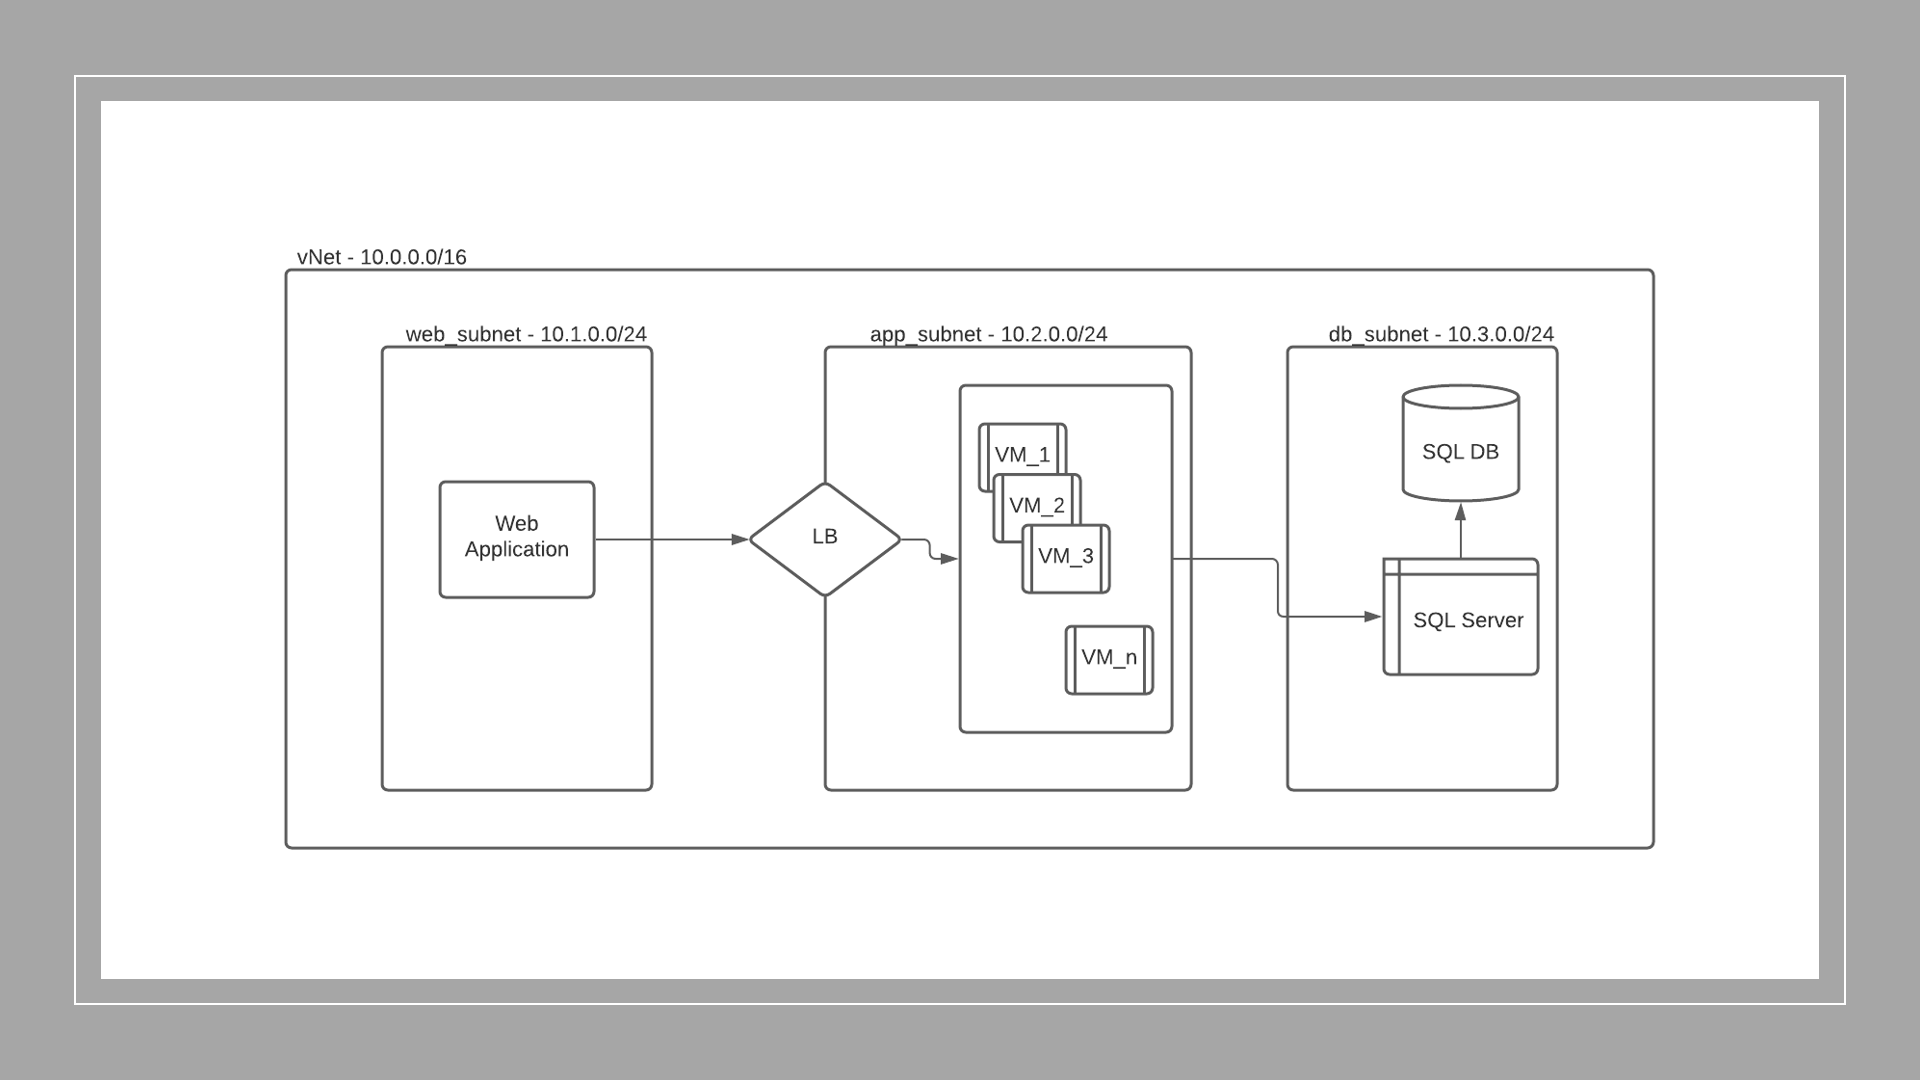 vNet - 10.0.0.0/16
web_subnet - 10.1.0.0/24
app_subnet - 10.2.0.0/24
db_subnet - 10.3.0.0/24
Web
Application
LB
VM_1
VM_2
VM_3
VM_n
SQL DB
SQL Server